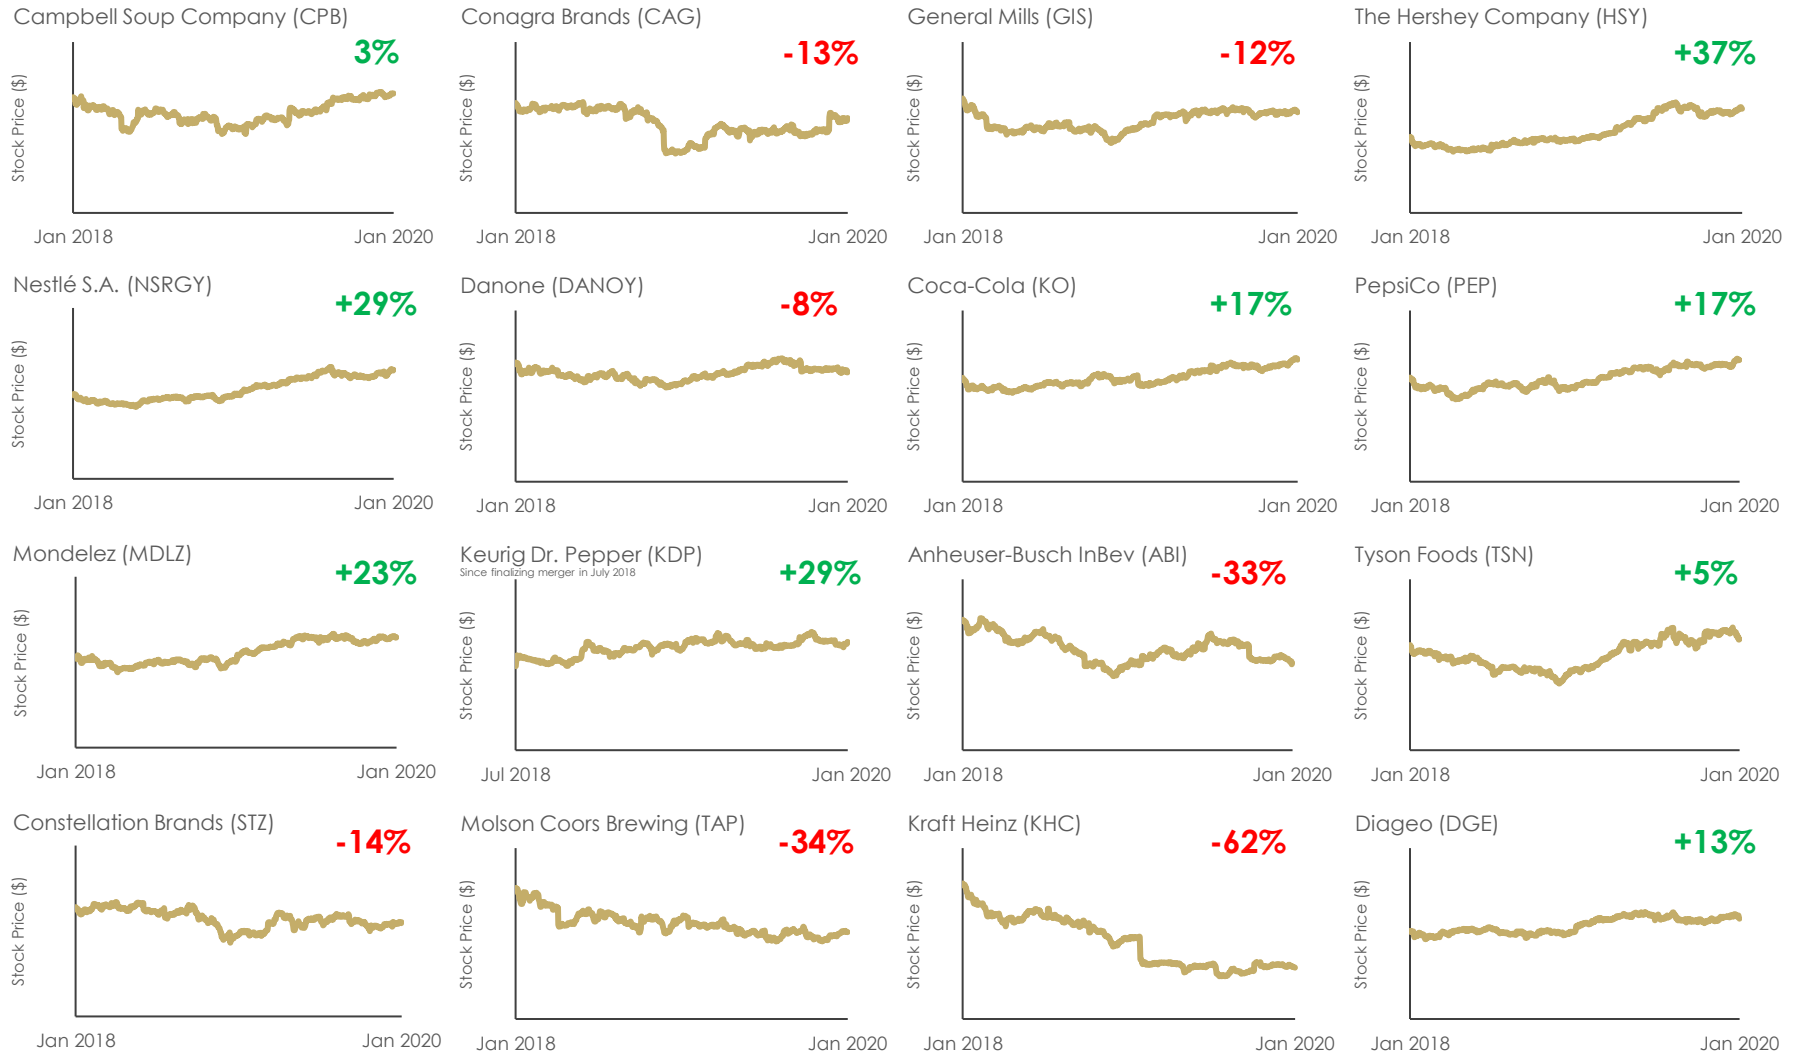 Campbell Soup Company (CPB)
3%
Stock Price ($)
Jan 2018
Jan 2020
Conagra Brands (CAG)
-13%
Stock Price ($)
Jan 2018
Jan 2020
General Mills (GIS)
-12%
Stock Price ($)
Jan 2018
Jan 2020
The Hershey Company (HSY)
+37%
Stock Price ($)
Jan 2018
Jan 2020
Nestlé S.A. (NSRGY)
+29%
Stock Price ($)
Jan 2018
Jan 2020
Danone (DANOY)
-8%
Stock Price ($)
Jan 2018
Jan 2020
Coca-Cola (KO)
+17%
Stock Price ($)
Jan 2018
Jan 2020
PepsiCo (PEP)
+17%
Stock Price ($)
Jan 2018
Jan 2020
Mondelez (MDLZ)
+23%
Stock Price ($)
Jan 2018
Jan 2020
Keurig Dr. Pepper (KDP)
Since finalizing merger in July 2018
+29%
Stock Price ($)
Jul 2018
Jan 2020
Anheuser-Busch InBev (ABI)
-33%
Stock Price ($)
Jan 2018
Jan 2020
Tyson Foods (TSN)
+5%
Stock Price ($)
Jan 2018
Jan 2020
Constellation Brands (STZ)
-14%
Stock Price ($)
Jan 2018
Jan 2020
Molson Coors Brewing (TAP)
-34%
Stock Price ($)
Jan 2018
Jan 2020
Kraft Heinz (KHC)
-62%
Stock Price ($)
Jan 2018
Jan 2020
Diageo (DGE)
+13%
Stock Price ($)
Jan 2018
Jan 2020